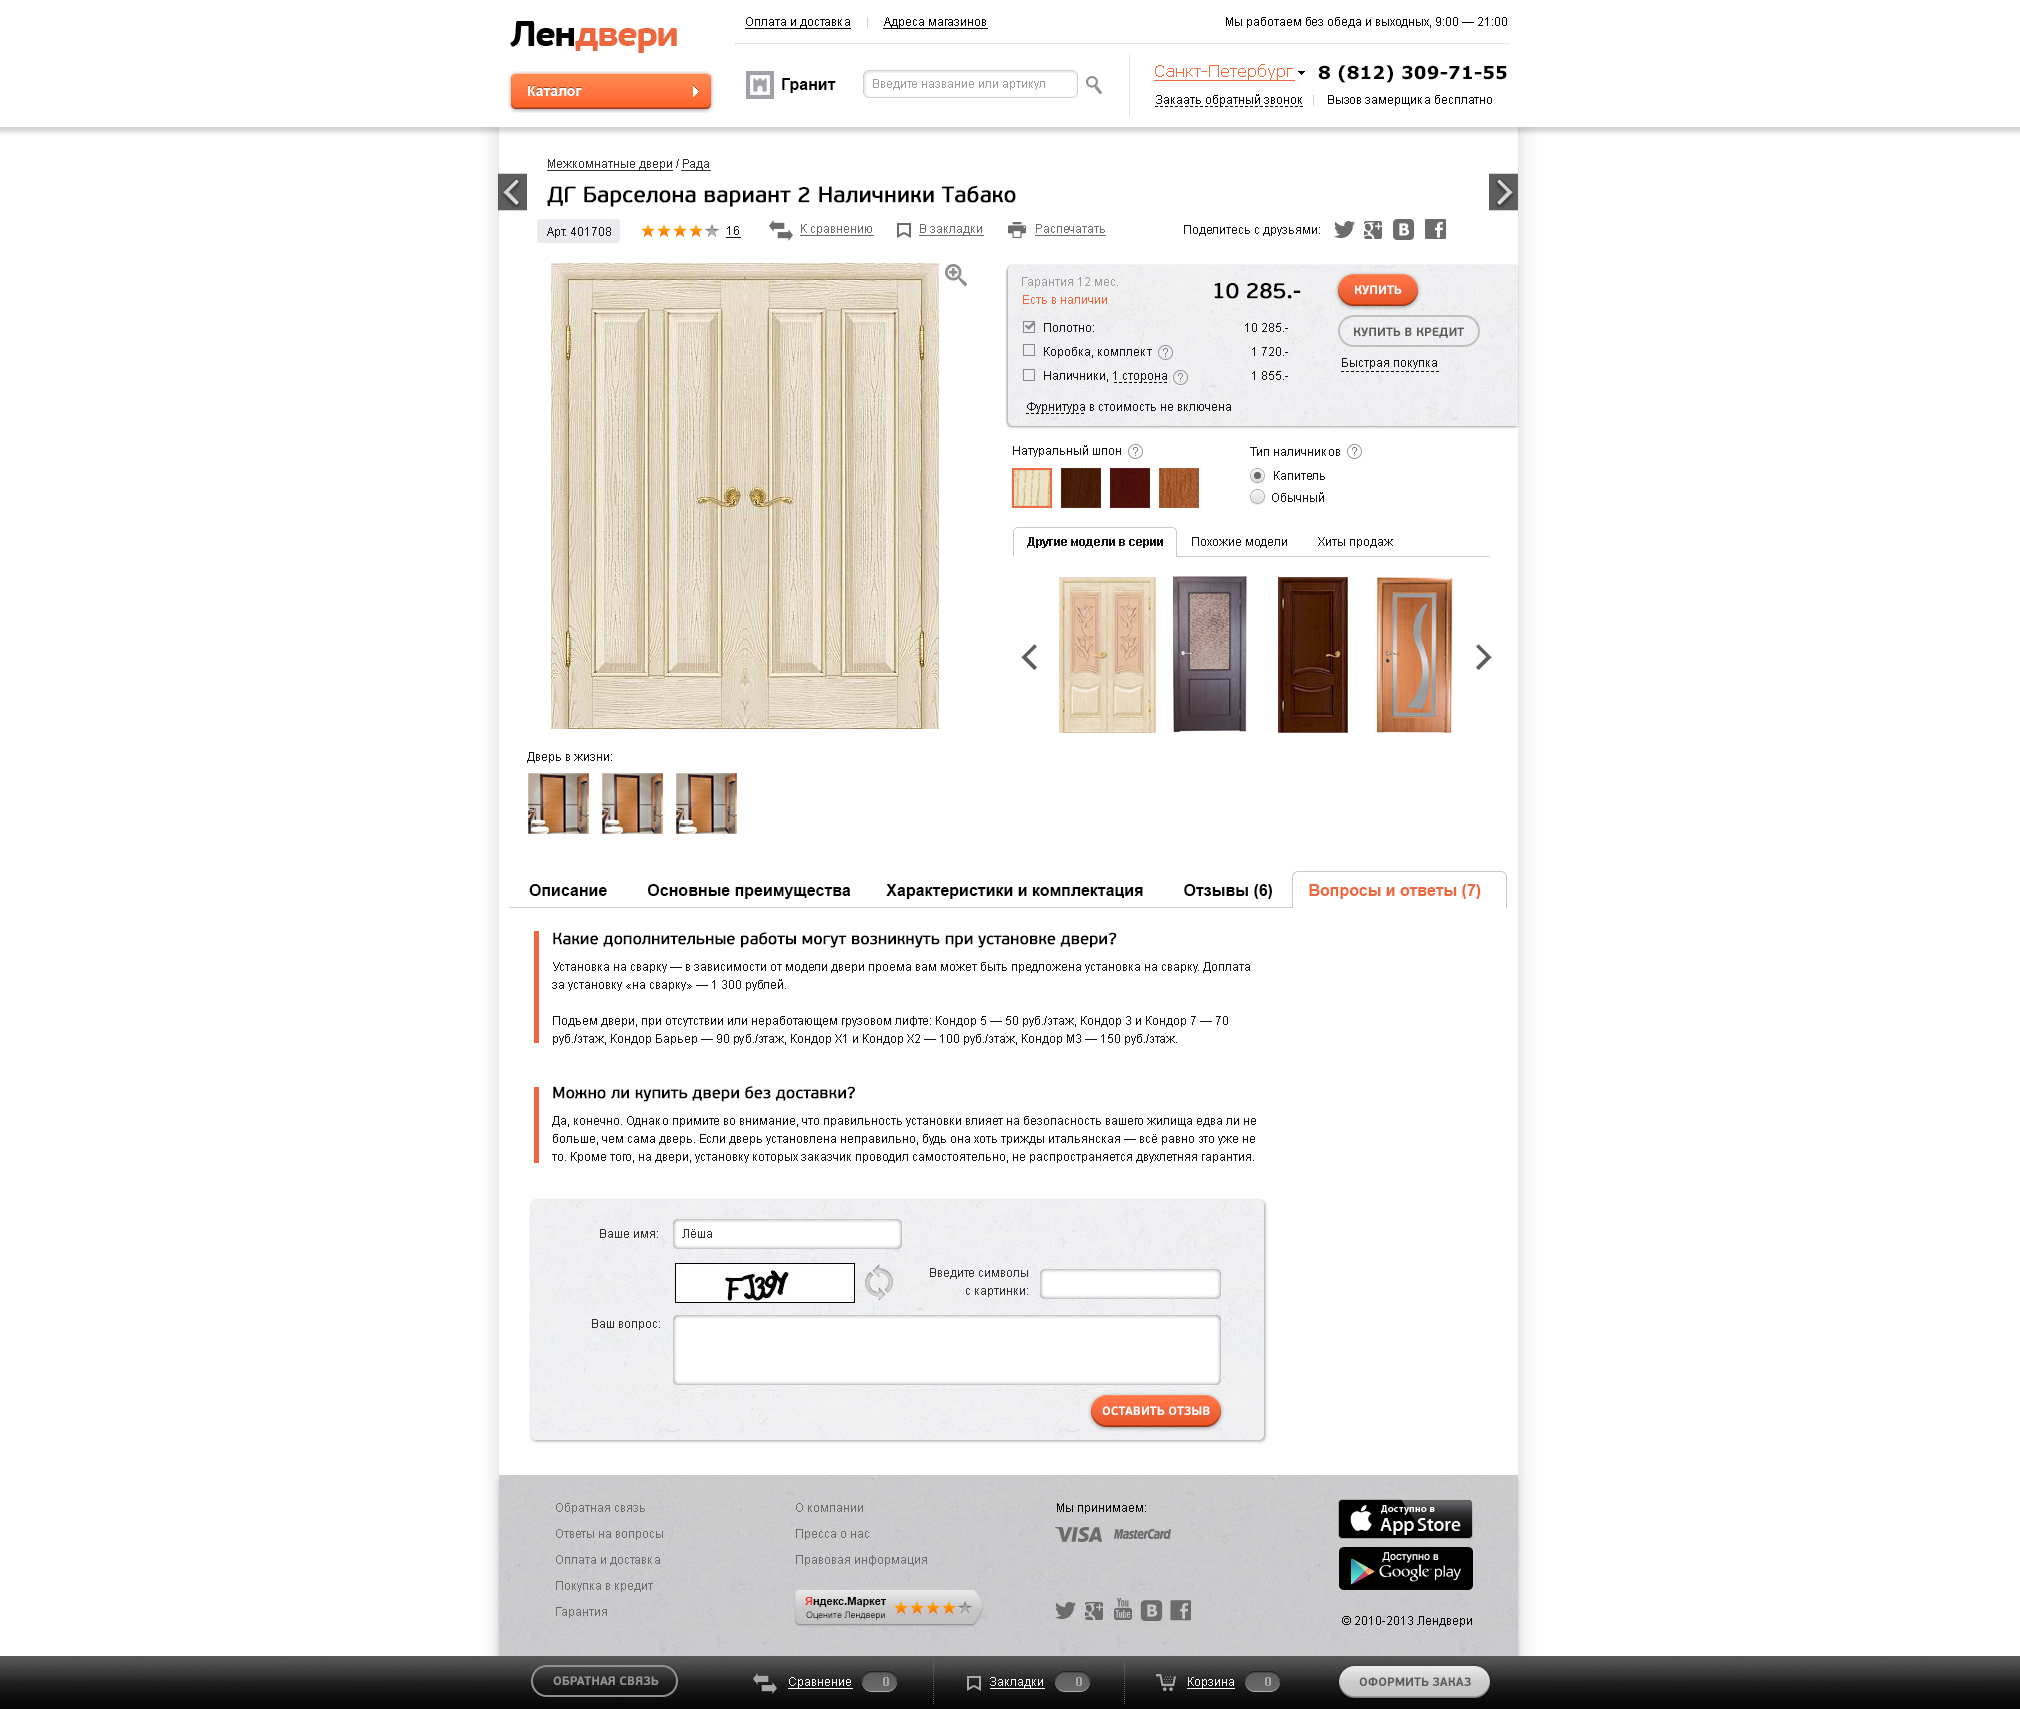 Лендвери
Оплата и доставка
Адреса магазинов
Мы работаем без обеда и выходных, 9:00 — 21:00
Каталог
Гранит
Введите название или артикул
Санкт-Петербург
8 (812) 309-71-55
Закаать обратный звонок
Вызов замерщика бесплатно
Межкомнатные двери / Рада
ДГ Барселона вариант 2 Наличники Табако
Арт. 401708
16
К сравнению
В закладки
Распечатать
Поделитесь с друзьями:
Гарантия 12 мес.
Есть в наличии
10 285.-
КУПИТЬ
Полотно:
10 285.-
КУПИТЬ В КРЕДИТ
Коробка, комплект ?
1 720.-
Быстрая покупка
Наличники, 1 сторона ?
1 855.-
Фурнитура в стоимость не включена
Натуральный шпон ?
Тип наличников ?
Капитель
Обычный
Другие модели в серии
Похожие модели
Хиты продаж
Дверь в жизни:
Описание
Основные преимущества
Характеристики и комплектация
Отзывы (6)
Вопросы и ответы (7)
Какие дополнительные работы могут возникнуть при установке двери?
Установка на сварку — в зависимости от модели двери проема вам может быть предложена установка на сварку. Доплата
за установку «на сварку» — 1 300 рублей.
Подъем двери, при отсутствии или неработающем грузовом лифте: Кондор 5 — 50 руб./этаж, Кондор 3 и Кондор 7 — 70
руб./этаж, Кондор Барьер — 90 руб./этаж, Кондор Х1 и Кондор Х2 — 100 руб./этаж, Кондор М3 — 150 руб./этаж.
Можно ли купить двери без доставки?
Да, конечно. Однако примите во внимание, что правильность установки влияет на безопасность вашего жилища едва ли не
больше, чем сама дверь. Если дверь установлена неправильно, будь она хоть трижды итальянская — всё равно это уже не
то. Кроме того, на двери, установку которых заказчик проводил самостоятельно, не распространяется двухлетняя гарантия.
Ваше имя:
Лёша
FJ39Y
Введите символы
с картинки:
Ваш вопрос:
ОСТАВИТЬ ОТЗЫВ
Обратная связь
Ответы на вопросы
Оплата и доставка
Покупка в кредит
Гарантия
О компании
Пресса о нас
Правовая информация
Яндекс.Маркет
Оцените Лендвери
Мы принимаем:
VISA
MasterCard
You
Tube
Доступно в
App Store
Доступно в
Google play
© 2010-2013 Лендвери
ОБРАТНАЯ СВЯЗЬ
Сравнение
0
Закладки
0
Корзина
0
ОФОРМИТЬ ЗАКАЗ